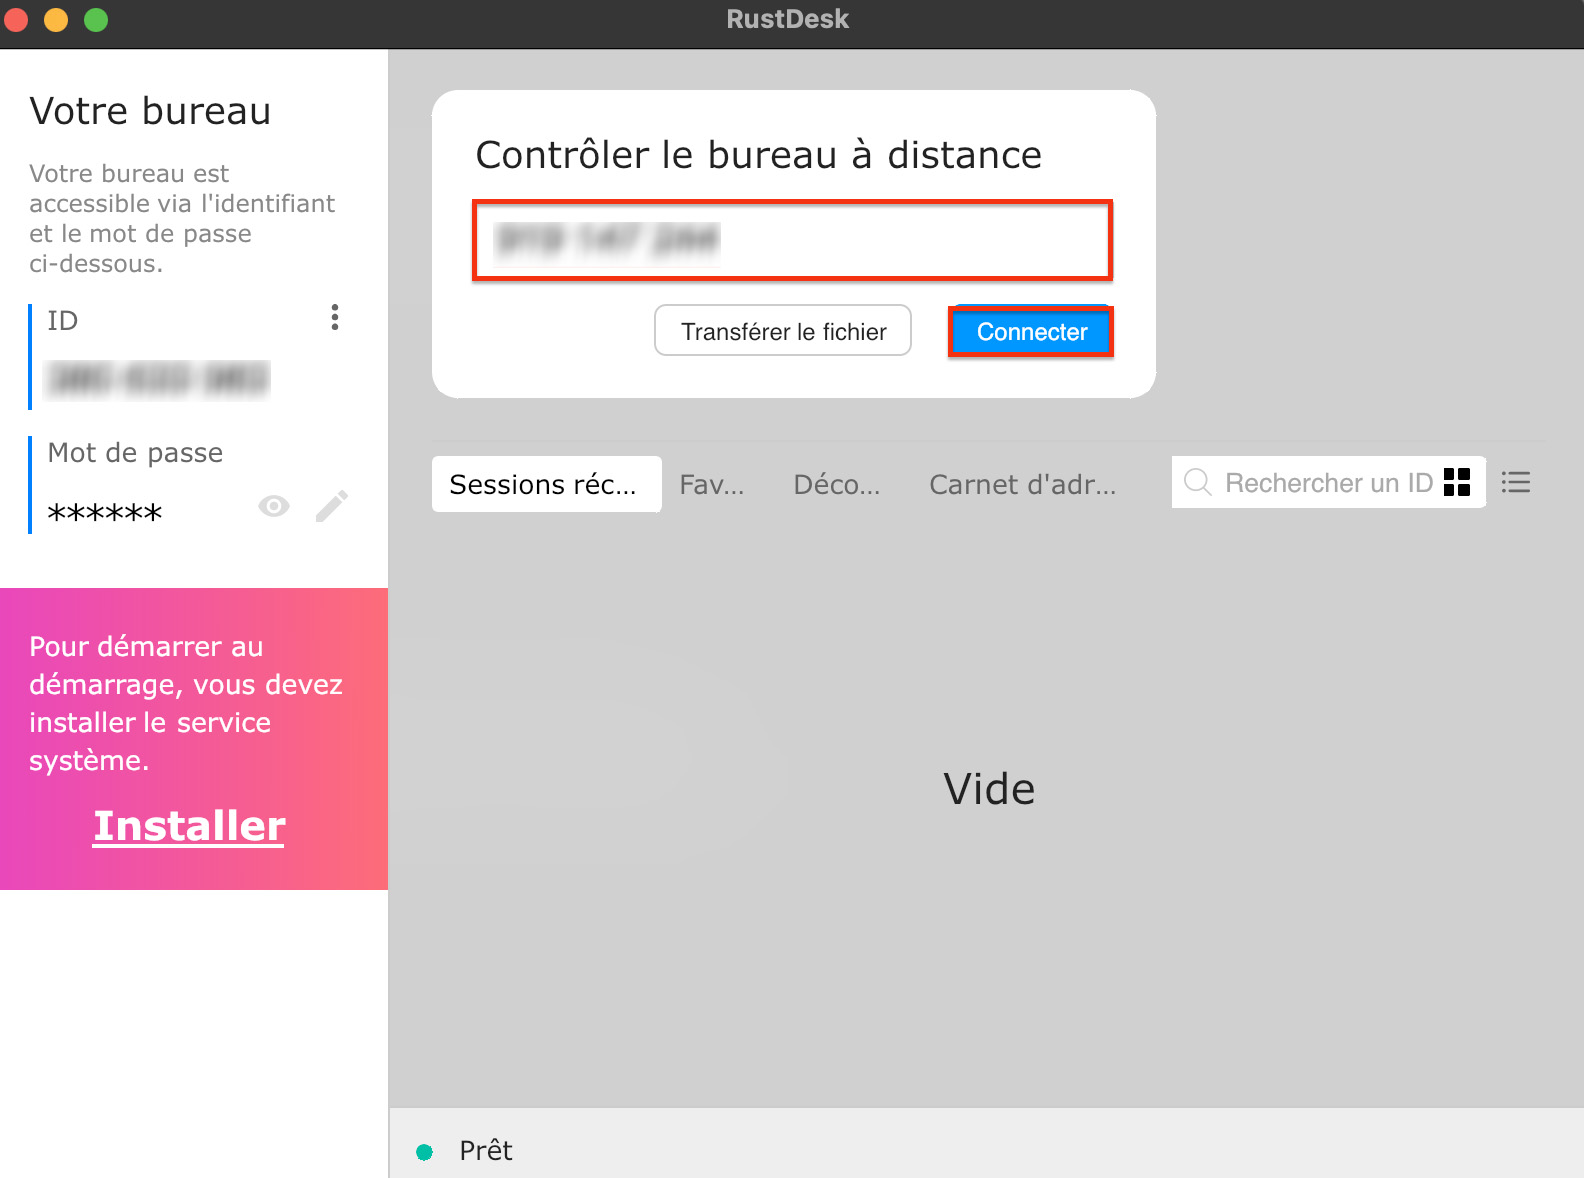 RustDesk
Votre bureau
Votre bureau est
accessible via l'identifiant
et le mot de passe
ci-dessous.
ID
Mot de passe
******
Pour démarrer au
démarrage, vous devez
installer le service
système.
Installer
Contrôler le bureau à distance
Transférer le fichier
Connecter
Sessions réc...
Fav...
Déco...
Carnet d'adr...
Rechercher un ID
Vide
Prêt